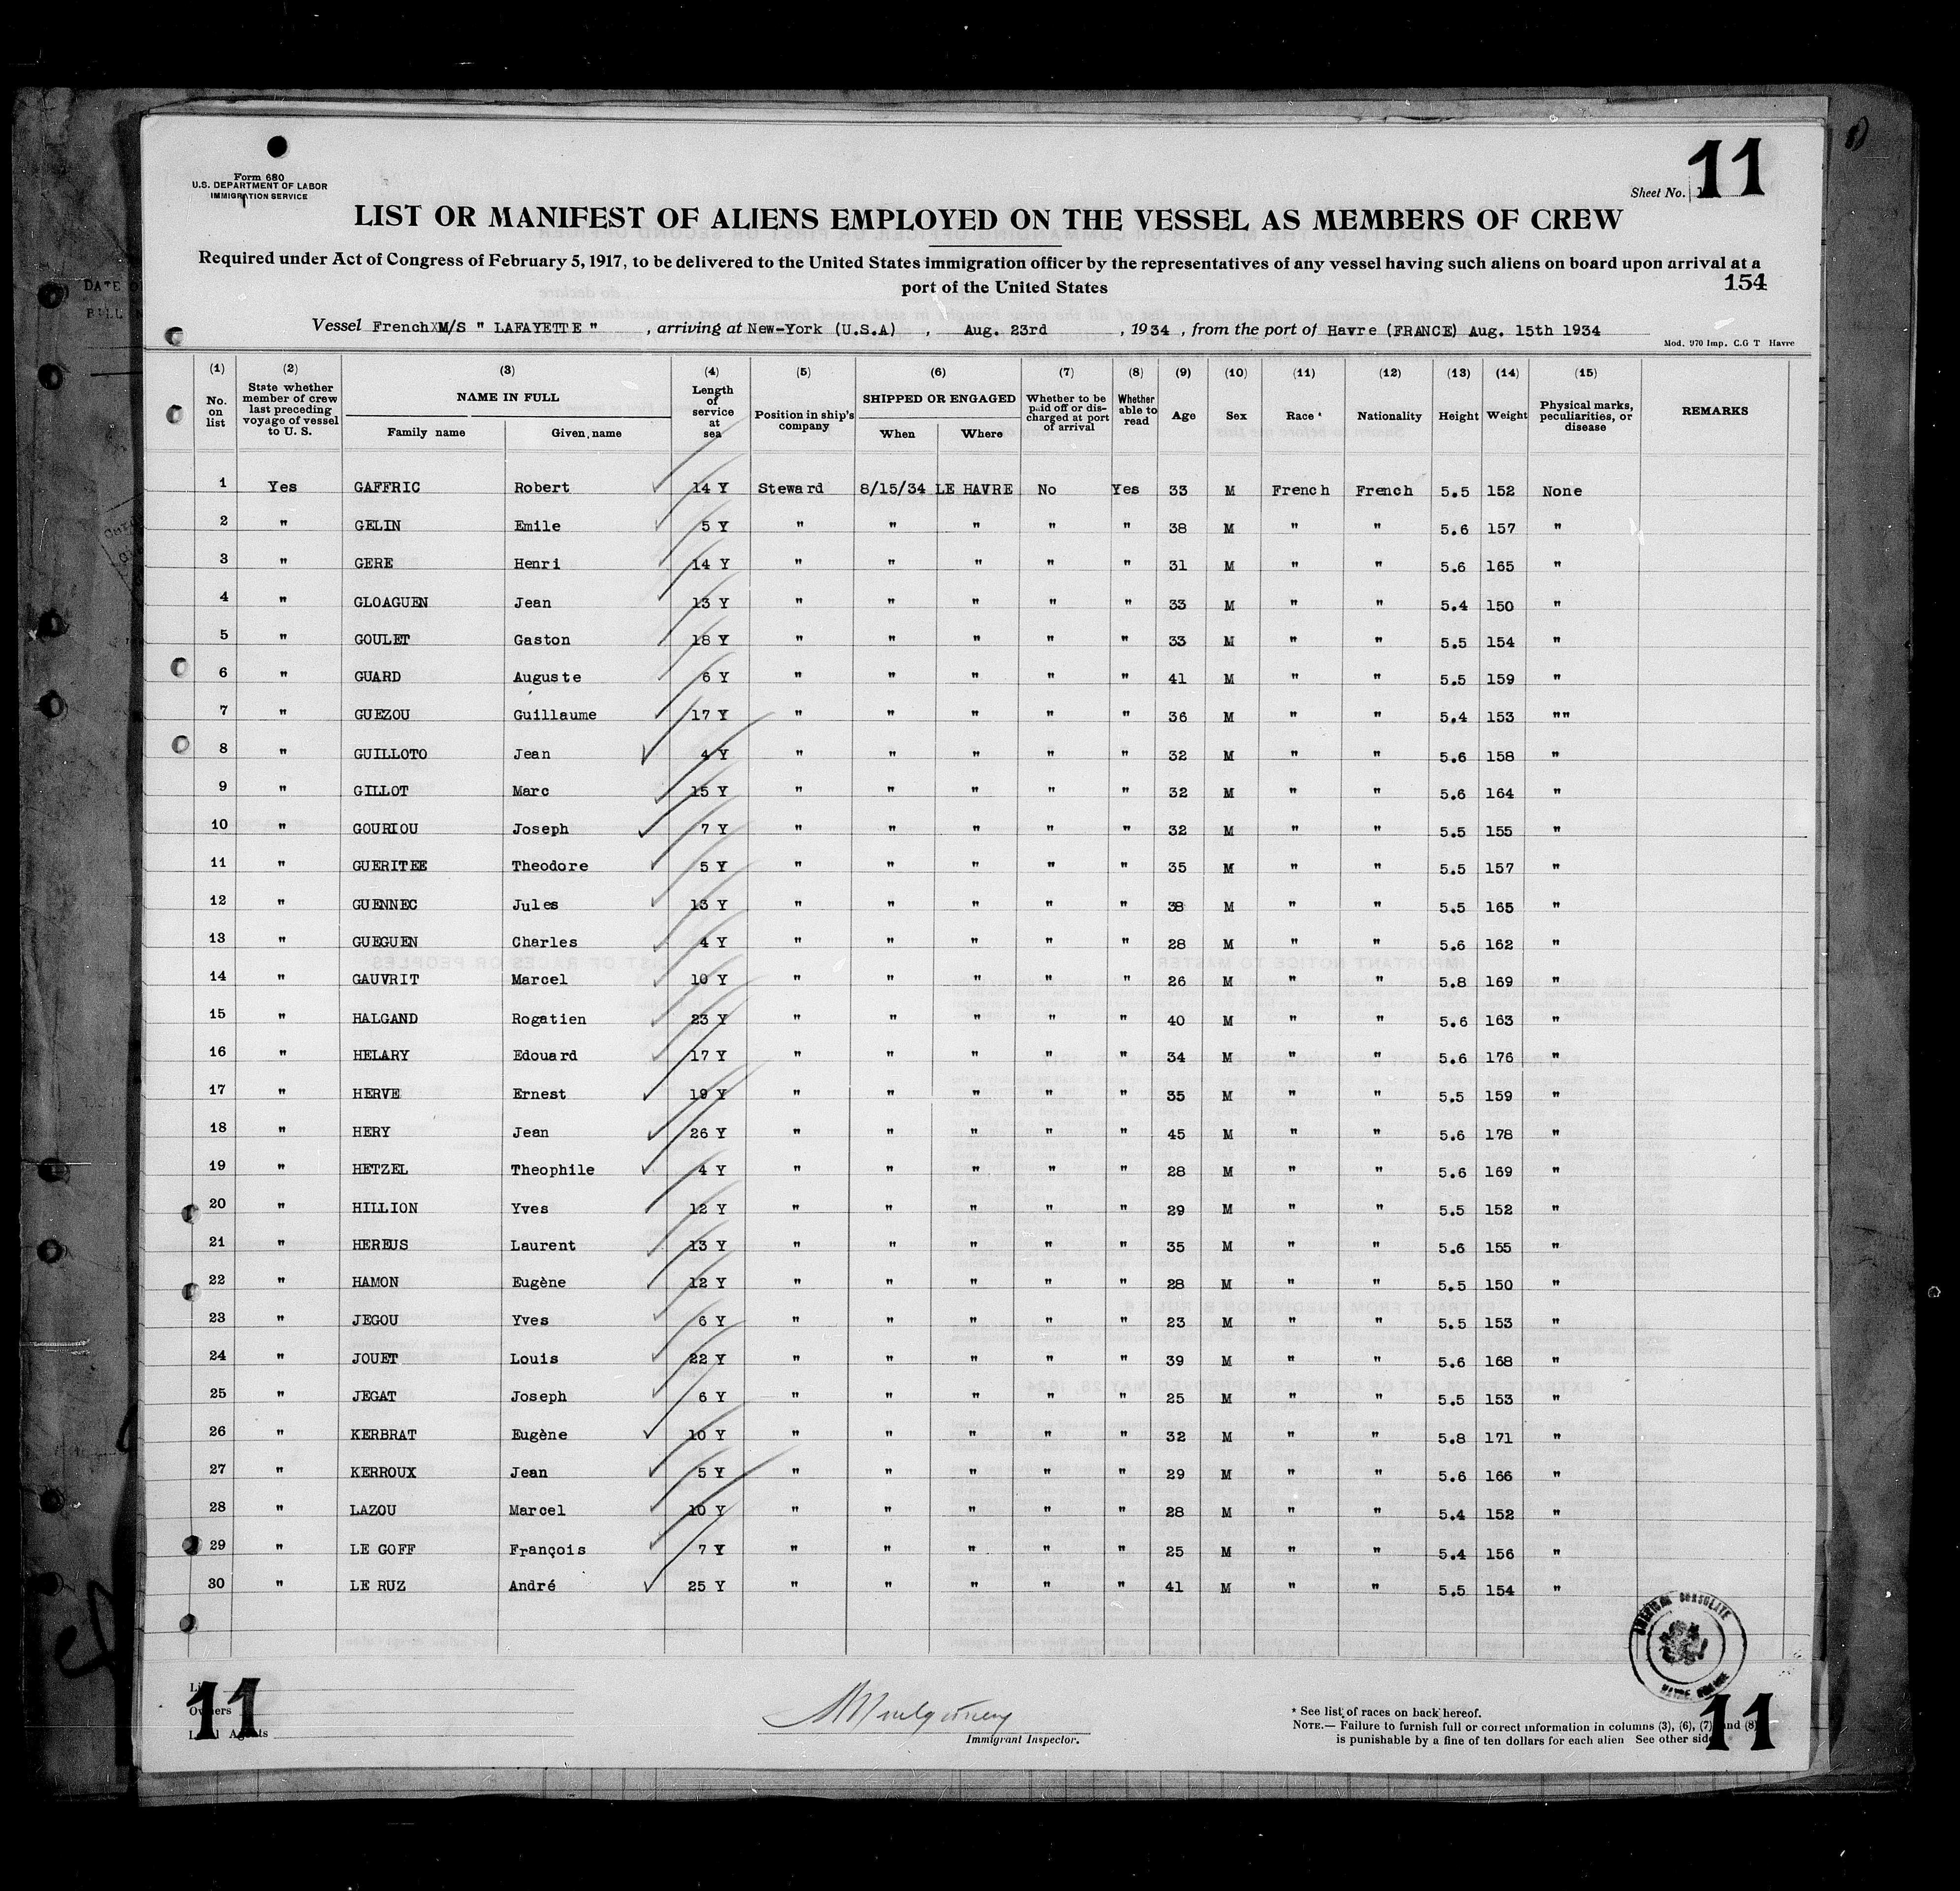 Form 680
U.S. DEPARTMENT OF LABOR
IMMIGRATION SERVICE
Sheet No. 11
LIST OR MANIFEST OF ALIENS EMPLOYED ON THE VESSEL AS MEMBERS OF CREW
Required under Act of Congress of February 5, 1917, to be delivered to the United States immigration officer by the representatives of any vessel having such aliens on board upon arrival at a
port of the United States
154
Vessel French M/S " LAFAYETTE " , arriving at New-York (U.S.A) , Aug. 23rd , 1934 , from the port of Havre (FRANCE) Aug. 15th 1934
Mod. 970 Imp. C.G T Havre
(1) No. on list (2) State whether member of crew last preceding voyage of vessel to U. S. (3) NAME IN FULL Family name Given name (4) Length of service at sea (5) Position in ship's company (6) SHIPPED OR ENGAGED When Where (7) Whether to be paid off or discharged at port of arrival (8) Whether able to read (9) Age (10) Sex (11) Race * (12) Nationality (13) Height (14) Weight (15) Physical marks, peculiarities, or disease REMARKS
1 Yes GAFFRIC Robert 14 Y Steward 8/15/34 LE HAVRE No Yes 33 M French French 5.5 152 None
2 " GELIN Emile 5 Y " " " " " 38 M " " 5.6 157 "
3 " GERE Henri 14 Y " " " " " 31 M " " 5.6 165 "
4 " GLOAGUEN Jean 13 Y " " " " " 33 M " " 5.4 150 "
5 " GOULET Gaston 18 Y " " " " " 33 M " " 5.5 154 "
6 " GUARD Auguste 6 Y " " " " " 41 M " " 5.5 159 "
7 " GUEZOU Guillaume 17 Y " " " " " 36 M " " 5.4 153 ""
8 " GUILLOTO Jean 4 Y " " " " " 32 M " " 5.6 158 "
9 " GILLOT Marc 15 Y " " " " " 32 M " " 5.6 164 "
10 " GOURIOU Joseph 7 Y " " " " " 32 M " " 5.5 155 "
11 " GUERITEE Theodore 5 Y " " " " " 35 M " " 5.5 157 "
12 " GUENNEC Jules 13 Y " " " " " 38 M " " 5.5 165 "
13 " GUEGUEN Charles 4 Y " " " " " 28 M " " 5.6 162 "
14 " GAUVRIT Marcel 10 Y " " " " " 26 M " " 5.8 169 "
15 " HALGAND Rogatien 23 Y " " " " " 40 M " " 5.6 163 "
16 " HELARY Edouard 17 Y " " " " " 34 M " " 5.6 176 "
17 " HERVE Ernest 19 Y " " " " " 35 M " " 5.5 159 "
18 " HERY Jean 26 Y " " " " " 45 M " " 5.6 178 "
19 " HETZEL Theophile 4 Y " " " " " 28 M " " 5.6 169 "
20 " HILLION Yves 12 Y " " " " " 29 M " " 5.5 152 "
21 " HEREUS Laurent 13 Y " " " " " 35 M " " 5.6 155 "
22 " HAMON Eugène 12 Y " " " " " 28 M " " 5.5 150 "
23 " JEGOU Yves 6 Y " " " " " 23 M " " 5.5 153 "
24 " JOUET Louis 22 Y " " " " " 39 M " " 5.6 168 "
25 " JEGAT Joseph 6 Y " " " " " 25 M " " 5.5 153 "
26 " KERBRAT Eugène 10 Y " " " " " 32 M " " 5.8 171 "
27 " KERROUX Jean 5 Y " " " " " 29 M " " 5.6 166 "
28 " LAZOU Marcel 10 Y " " " " " 28 M " " 5.4 152 "
29 " LE GOFF François 7 Y " " " " " 25 M " " 5.4 156 "
30 " LE RUZ André 25 Y " " " " " 41 M " " 5.5 154 "
AMERICAN CONSULATE
HAVRE, FRANCE
11
Owners
Local Agents
Montgomery
Immigrant Inspector.
* See list of races on back hereof.
NOTE.— Failure to furnish full or correct information in columns (3), (6), (7) and (8)
is punishable by a fine of ten dollars for each alien See other side
11